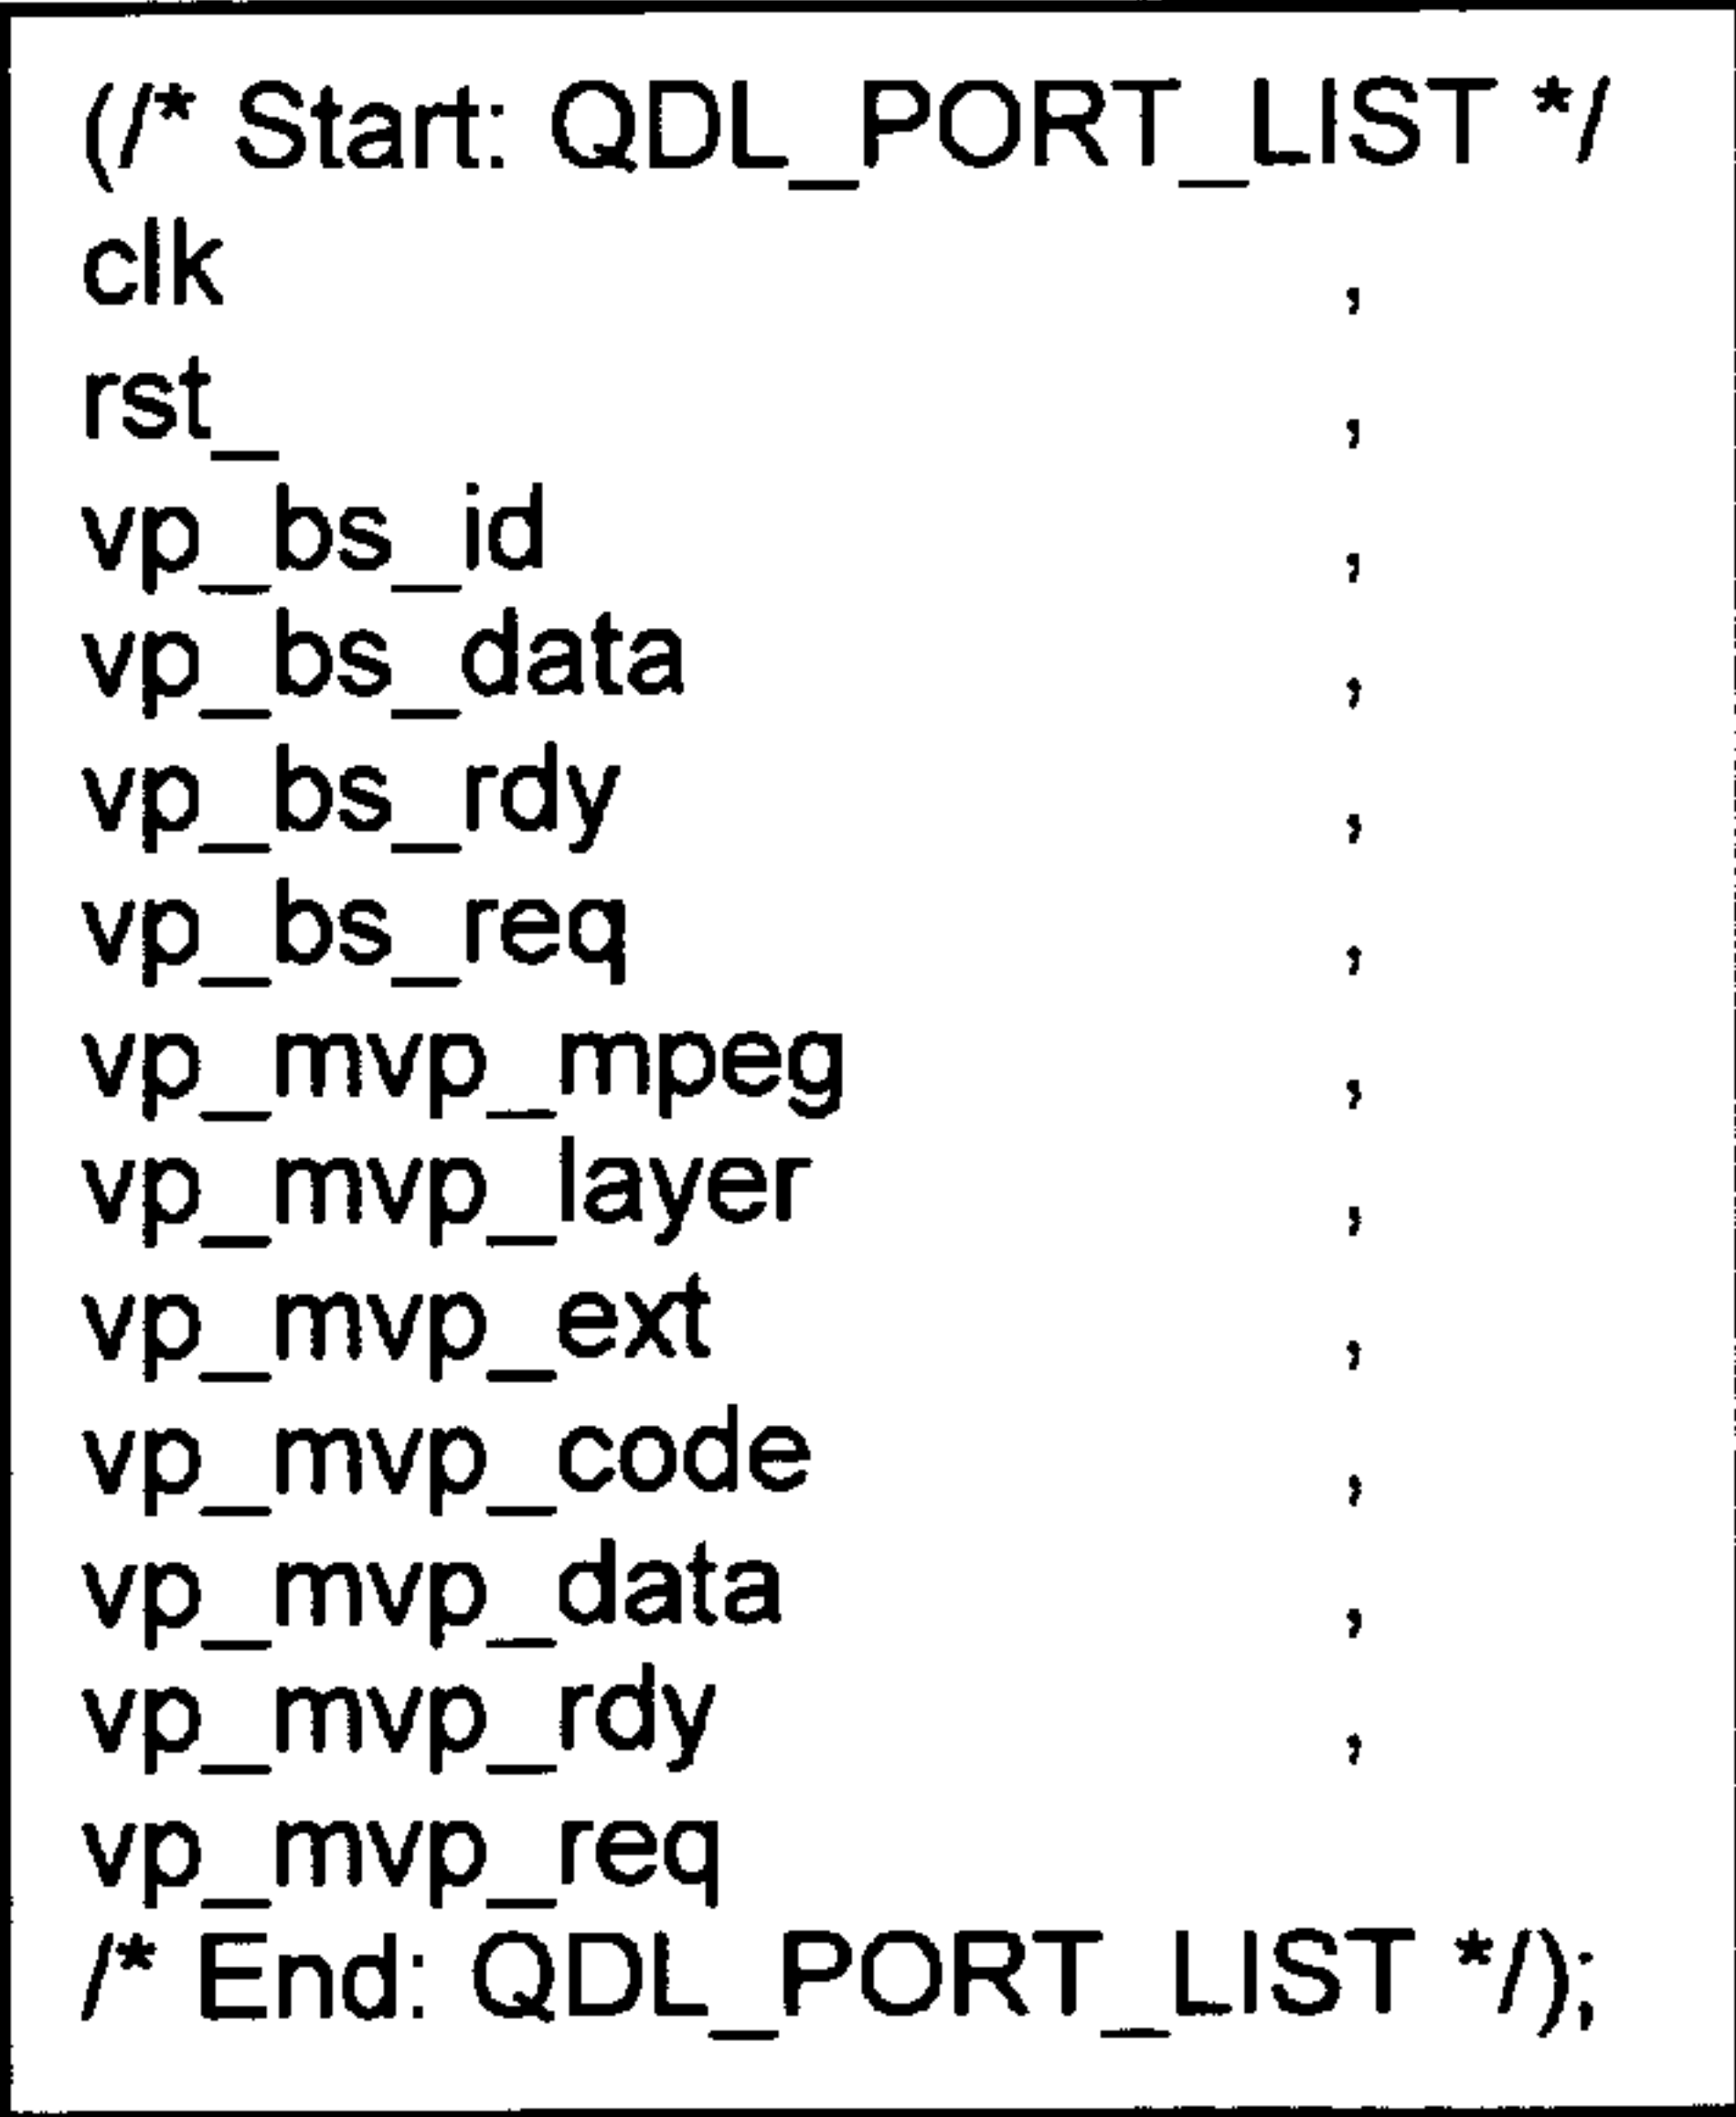 (/* Start: QDL_PORT_LIST */
clk ,
rst_ ,
vp_bs_id ,
vp_bs_data ,
vp_bs_rdy ,
vp_bs_req ,
vp_mvp_mpeg ,
vp_mvp_layer ,
vp_mvp_ext ,
vp_mvp_code ,
vp_mvp_data ,
vp_mvp_rdy ,
vp_mvp_req
/* End: QDL_PORT_LIST */);